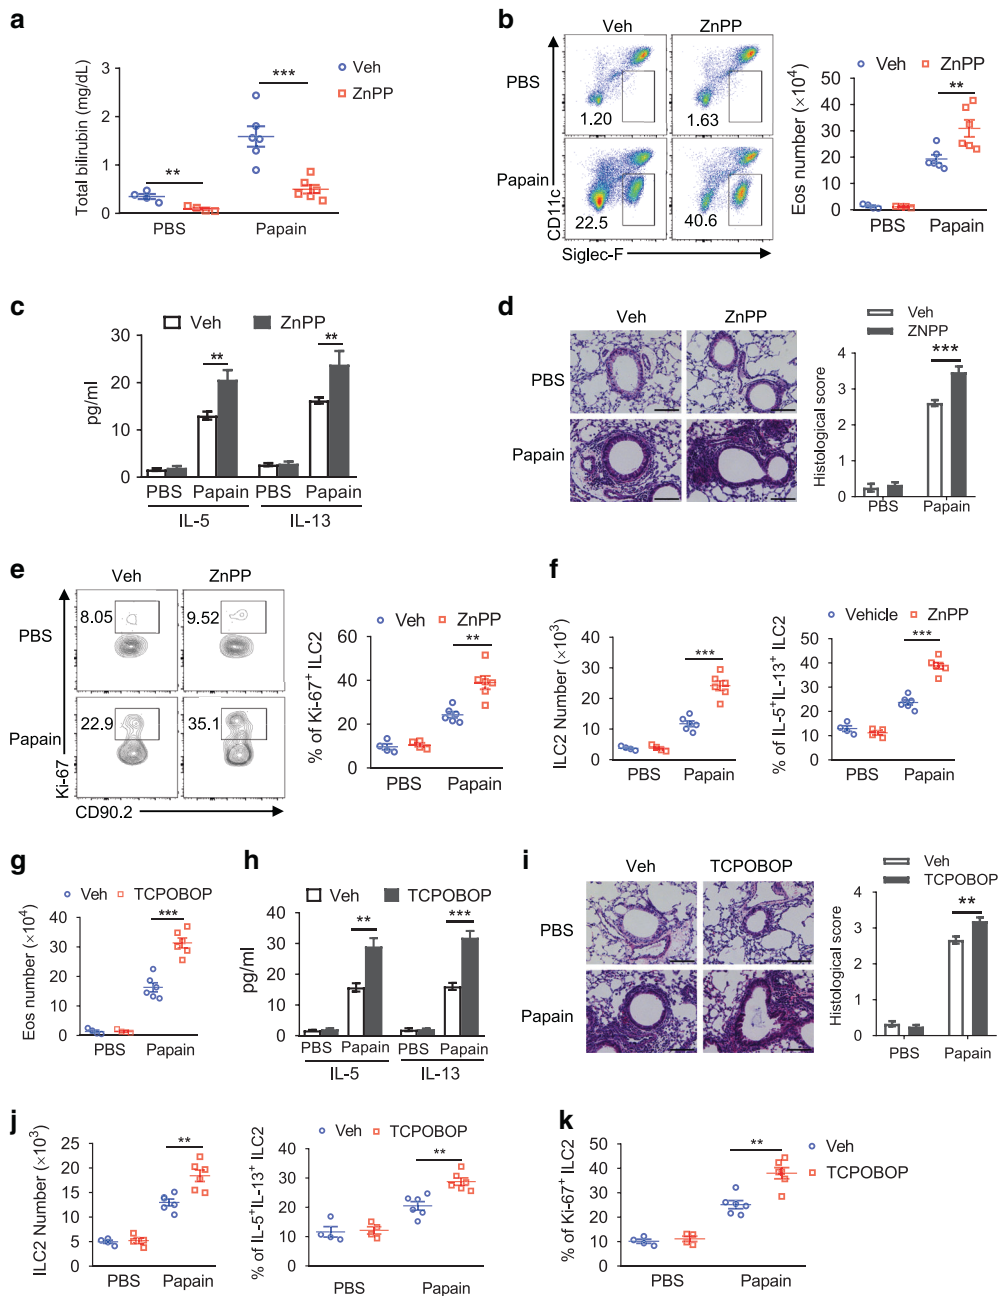 a
Total bilirubin (mg/dL)
3
2
1
0
***
**
Veh
ZnPP
PBS
Papain
b
Veh
ZnPP
PBS
1.20
1.63
Papain
22.5
40.6
CD11c
Siglec-F
Veh
ZnPP
Eos number (×10⁴)
50
40
30
20
10
0
**
PBS
Papain
c
Veh
ZnPP
pg/ml
30
20
10
0
**
**
PBS
Papain
PBS
Papain
IL-5
IL-13
d
Veh
ZnPP
PBS
Papain
Veh
ZNPP
Histological score
4
3
2
1
0
***
PBS
Papain
e
Veh
ZnPP
8.05
9.52
PBS
22.9
35.1
Papain
Ki-67
CD90.2
Veh
ZnPP
% of Ki-67⁺ ILC2
60
40
20
0
**
PBS
Papain
f
ILC2 Number (×10³)
40
30
20
10
0
***
PBS
Papain
Vehicle
ZnPP
% of IL-5⁺IL-13⁺ ILC2
50
40
30
20
10
0
***
PBS
Papain
g
Veh
TCPOBOP
Eos number (×10⁴)
40
30
20
10
0
***
PBS
Papain
h
Veh
TCPOBOP
pg/ml
40
30
20
10
0
**
***
PBS
Papain
PBS
Papain
IL-5
IL-13
i
Veh
TCPOBOP
PBS
Papain
Veh
TCPOBOP
Histological score
4
3
2
1
0
**
PBS
Papain
j
ILC2 Number (×10³)
25
20
15
10
5
0
**
PBS
Papain
Veh
TCPOBOP
% of IL-5⁺IL-13⁺ ILC2
40
30
20
10
0
**
PBS
Papain
k
% of Ki-67⁺ ILC2
50
40
30
20
10
0
**
Veh
TCPOBOP
PBS
Papain